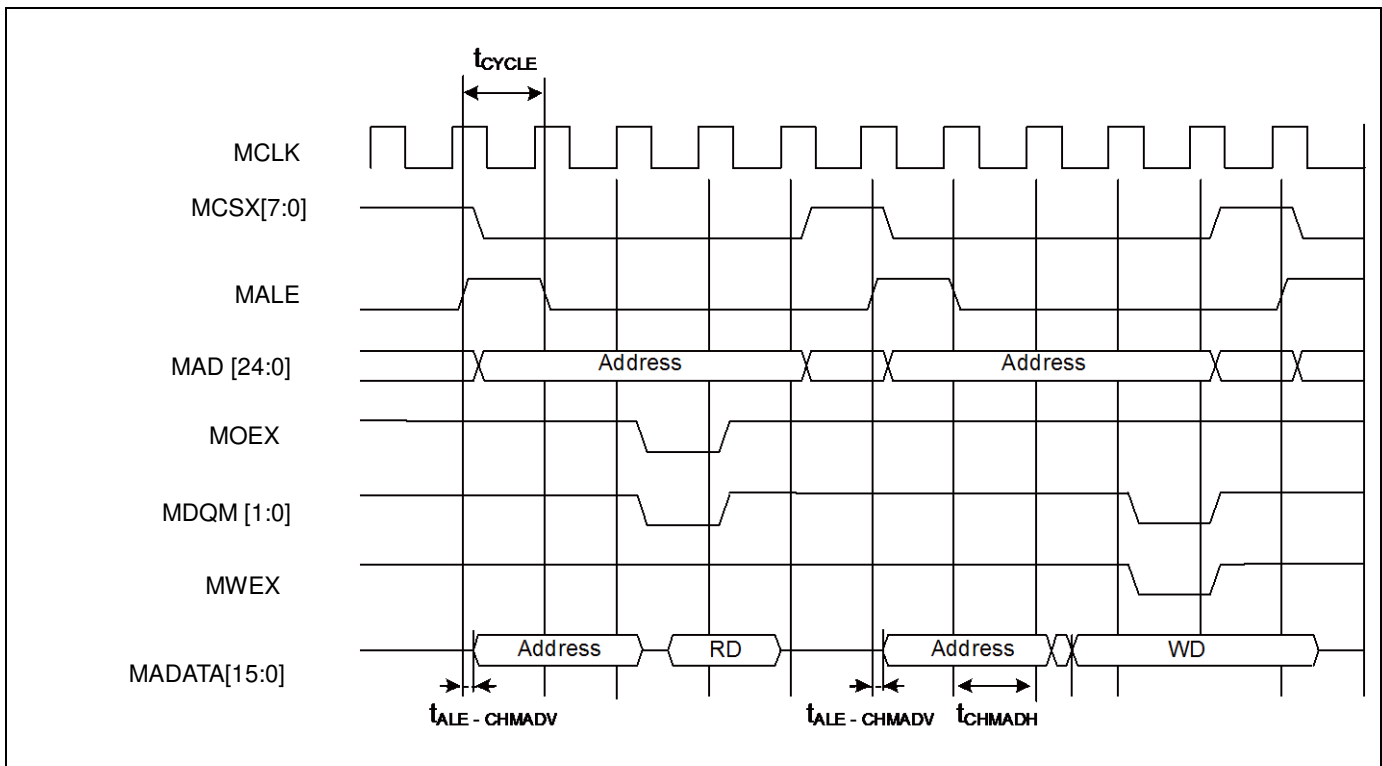 tCYCLE
MCLK
MCSX[7:0]
MALE
MAD [24:0] Address Address
MOEX
MDQM [1:0]
MWEX
MADATA[15:0] Address RD Address WD
tALE - CHMADV tALE - CHMADV tCHMADH